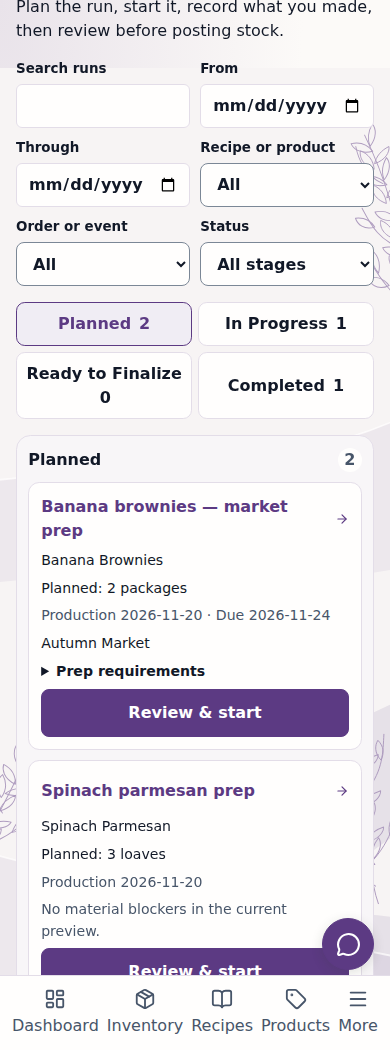 Plan the run, start it, record what you made,
then review before posting stock.
Search runs
From
mm/dd/yyyy
Through
Recipe or product
mm/dd/yyyy
All
Order or event
Status
All
All stages
Planned 2
In Progress 1
Ready to Finalize
0
Completed 1
Planned
2
Banana brownies — market
prep
Banana Brownies
Planned: 2 packages
Production 2026-11-20 · Due 2026-11-24
Autumn Market
Prep requirements
Review & start
Spinach parmesan prep
Spinach Parmesan
Planned: 3 loaves
Production 2026-11-20
No material blockers in the current
preview.
Review & start
Dashboard
Inventory
Recipes
Products
More